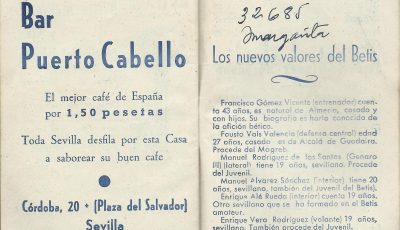 Bar
Puerto Cabello
El mejor café de España
por 1,50 pesetas
Toda Sevilla desfila por esta Casa
a saborear su buen cafe
Córdoba, 20 + (Plaza del Salvador)
Sevilla
32685
Margarita
Los nuevos valores del Betis
Francisco Gómez Vicente (entrenador) cuen-
ta 43 años, es natural de Almería, casado y
con hijos. Su biografía es harto conocida de
la afición bética.
Fausto Vals Valencia (defensa central) edad
27 años, casado es de Alcalá de Guadaira.
Procede del Mogreb.
Manuel Rodríguez de los Santos (Genaro
III) (lateral) tiene 19 años, sevillano. Procede
del Juvenil.
Manuel Alvarez Sánchez (interior) tiene 20
años, sevillano, también del Juvenil del Betis).
Enrique Alé Rueda (interior) cuenta 19 años.
Otro sevillano que se ha formado en el Betis
amateur.
Enrique Vera Rodríguez (volante) 19 años,
sevillano, también procede del Juvenil.